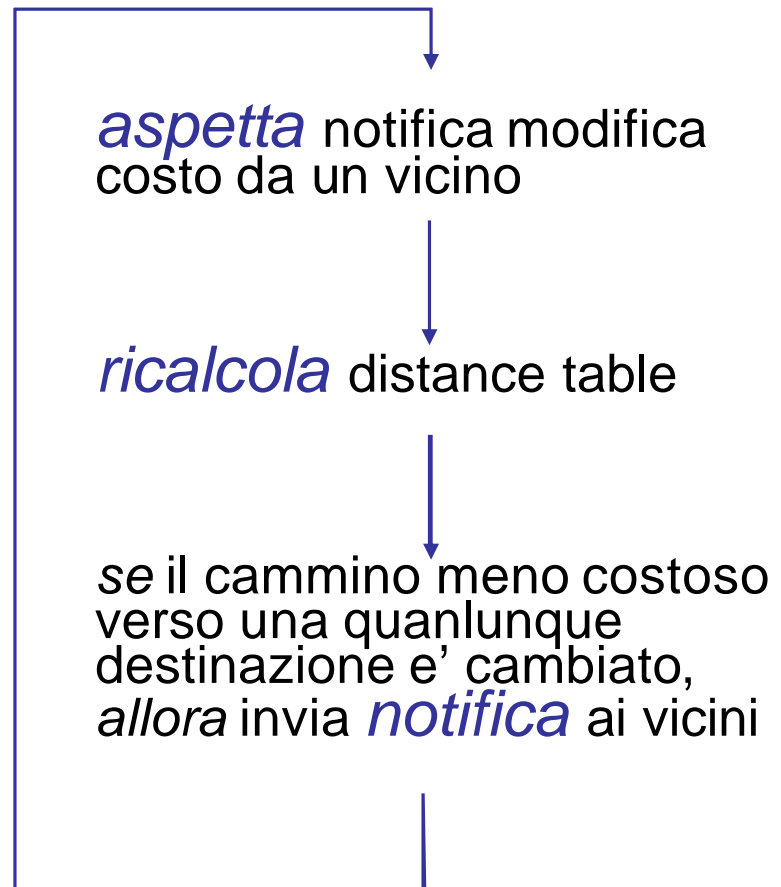 aspetta notifica modifica
costo da un vicino
ricalcola distance table
se il cammino meno costoso
verso una quanlunque
destinazione e' cambiato,
allora invia notifica ai vicini